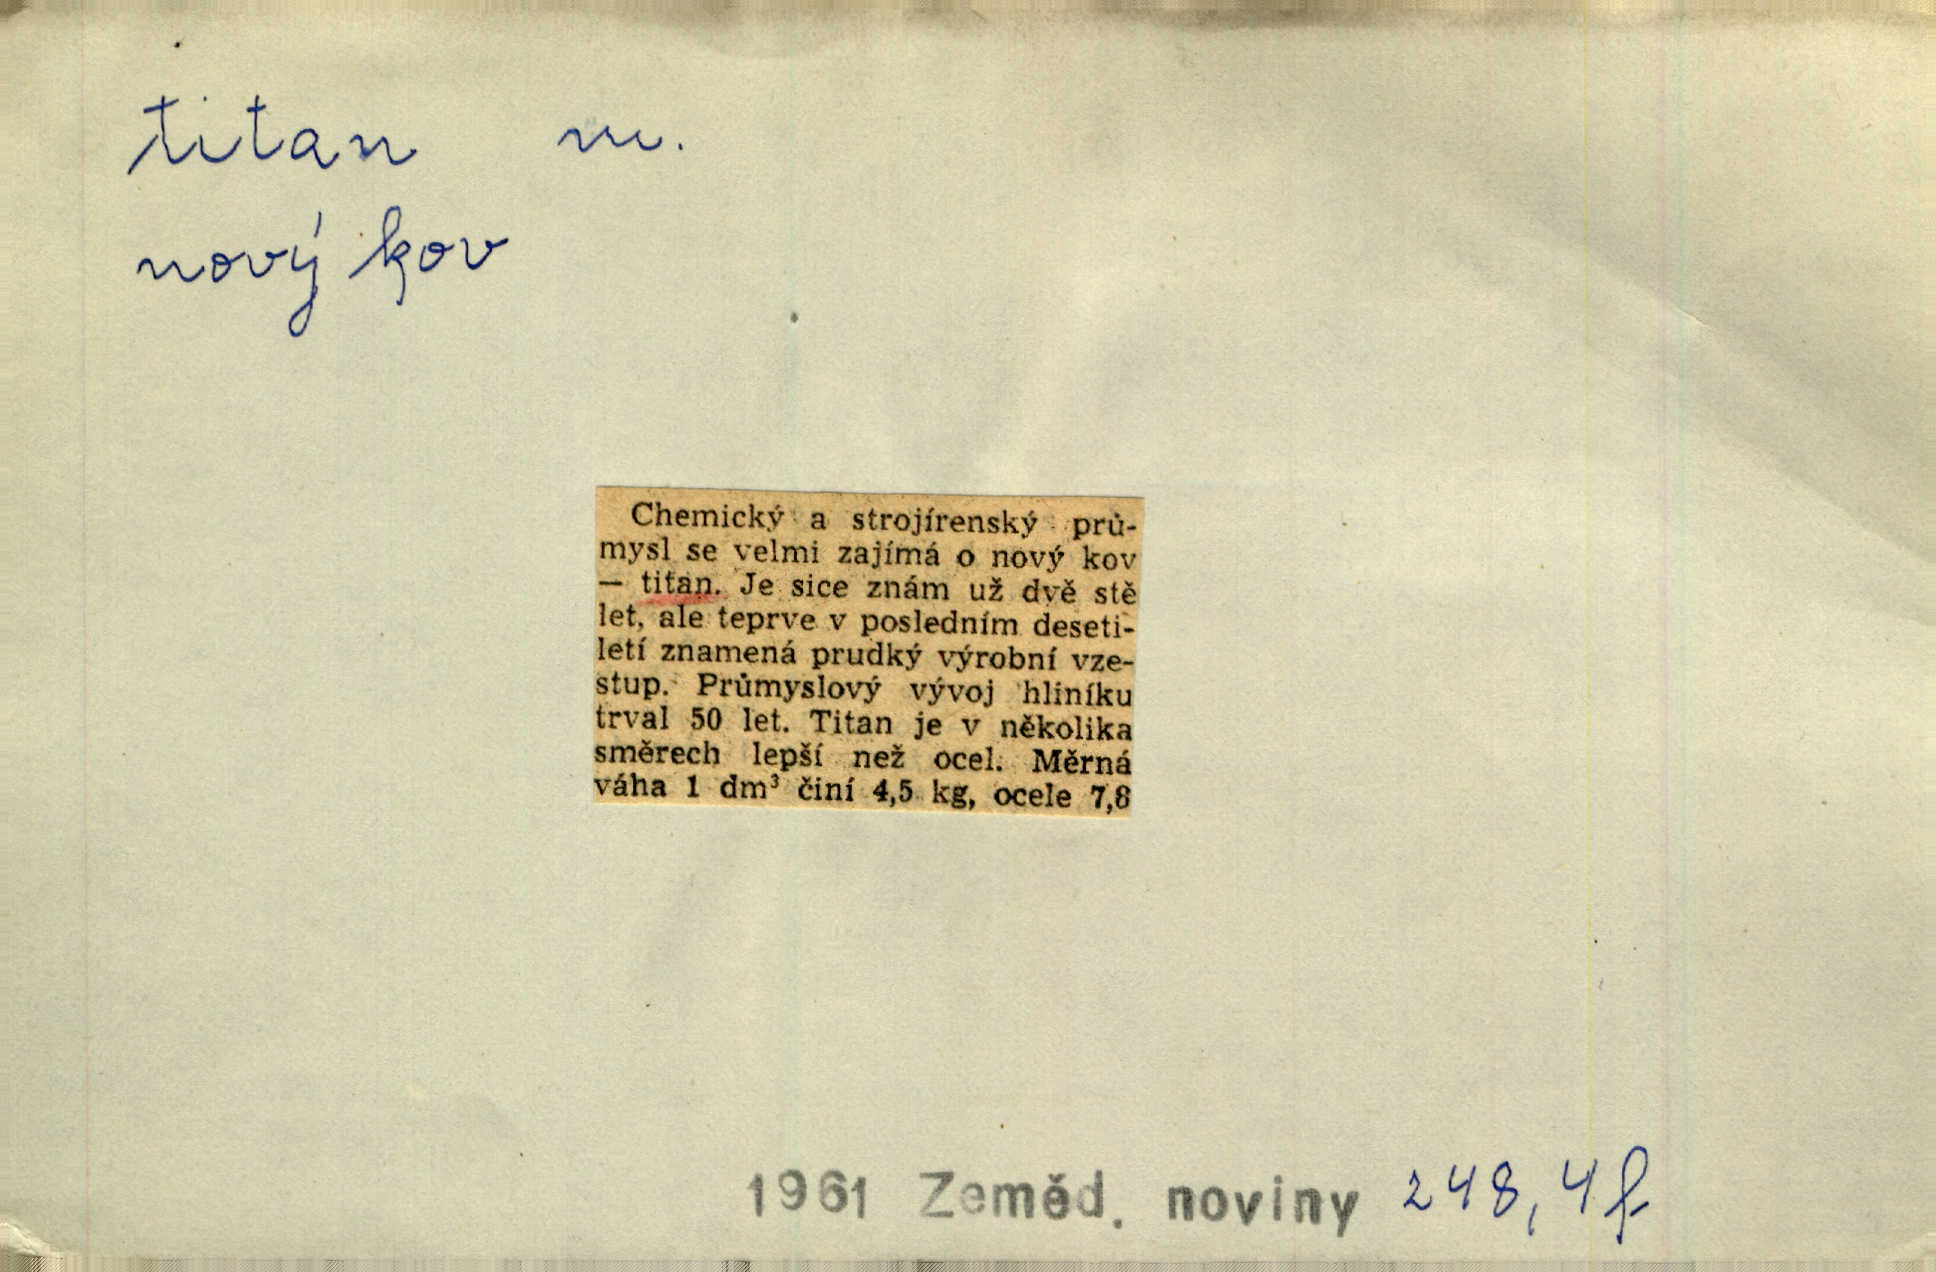 titan m.
nový kov
Chemický a strojírenský prů-
mysl se velmi zajímá o nový kov
— titan. Je sice znám už dvě stě
let, ale teprve v posledním deseti-
letí znamená prudký výrobní vze-
stup. Průmyslový vývoj hliníku
trval 50 let. Titan je v několika
směrech lepší než ocel. Měrná
váha 1 dm³ činí 4,5 kg, ocele 7,8
1961 Zeměd. noviny 248,4f